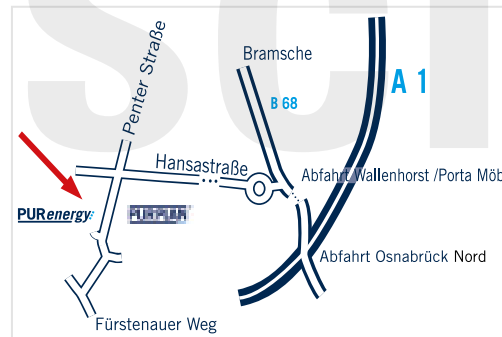 Penter Straße
Bramsche
A 1
B 68
Hansastraße
Abfahrt Wallenhorst /Porta Möb
PURenergy
Abfahrt Osnabrück Nord
Fürstenauer Weg